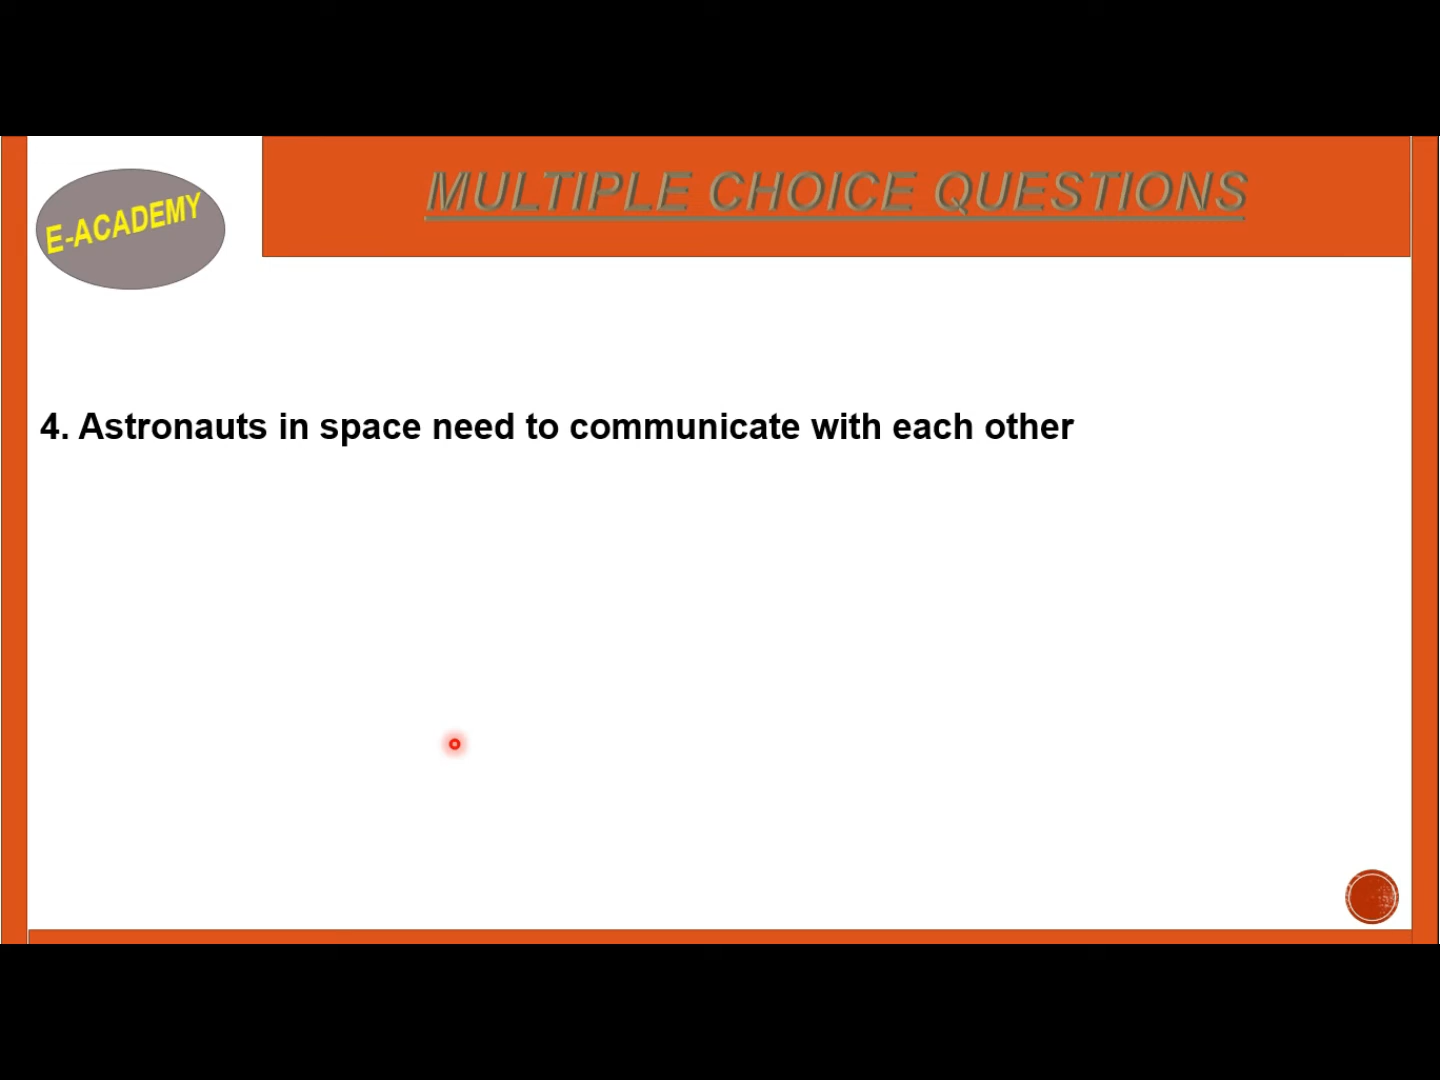 E-ACADEMY
MULTIPLE CHOICE QUESTIONS
4. Astronauts in space need to communicate with each other